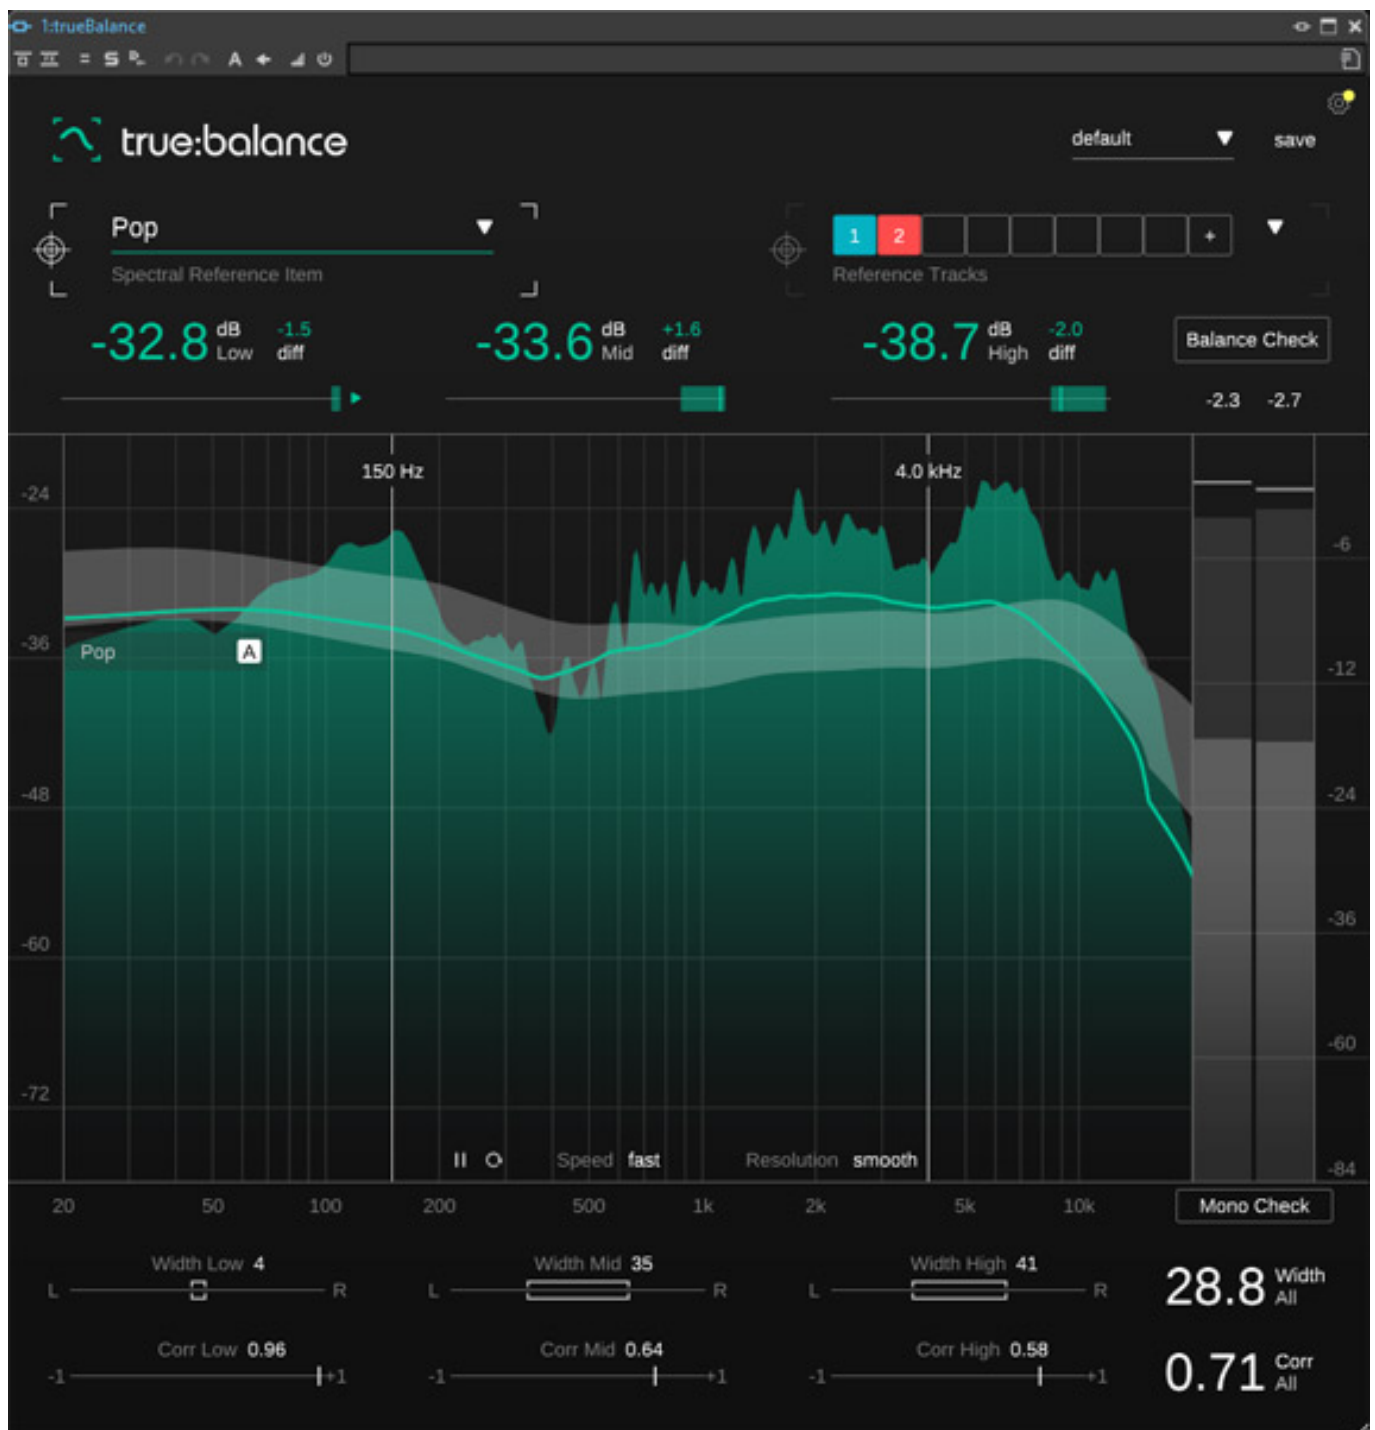 1:trueBalance
= S A
true:balance
default save
Pop
1 2 +
Spectral Reference Item
Reference Tracks
-32.8 dB Low -1.5 diff
-33.6 dB Mid +1.6 diff
-38.7 dB High -2.0 diff
Balance Check
-2.3 -2.7
150 Hz
4.0 kHz
-24
-6
-36
Pop A
-12
-48
-24
-60
-36
-60
-72
Speed fast
Resolution smooth
-84
20 50 100 200 500 1k 2k 5k 10k
Mono Check
Width Low 4
L R
Width Mid 35
L R
Width High 41
L R
28.8 Width All
Corr Low 0.96
-1 +1
Corr Mid 0.64
-1 +1
Corr High 0.58
-1 +1
0.71 Corr All